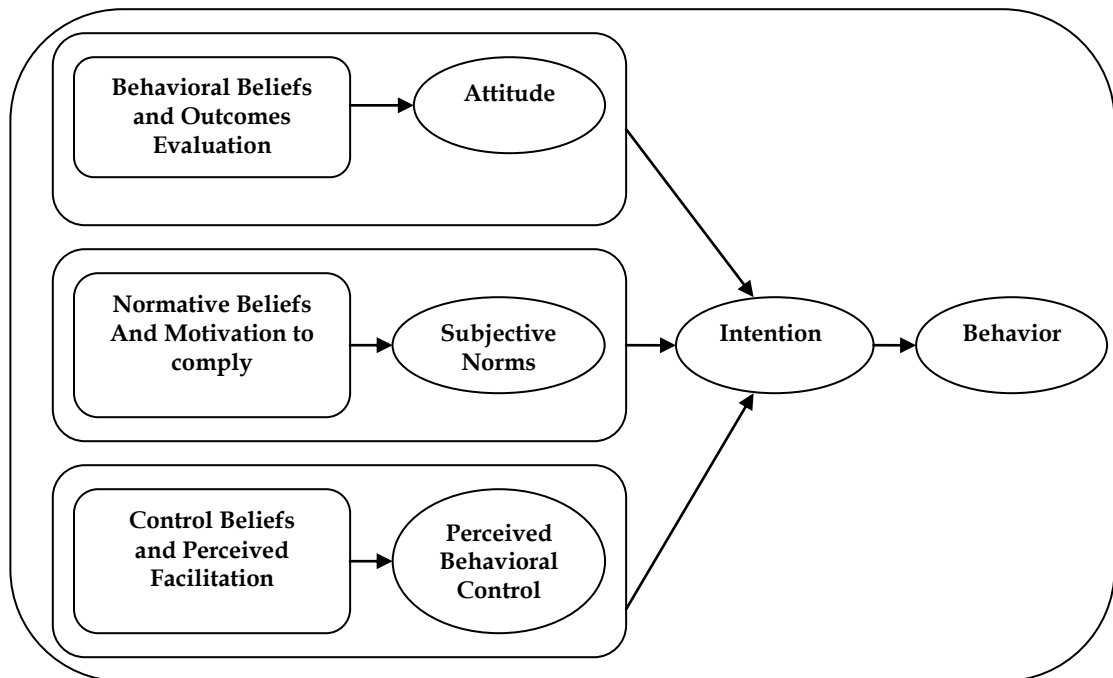 Behavioral Beliefs
and Outcomes
Evaluation
Attitude
Normative Beliefs
And Motivation to
comply
Subjective
Norms
Intention
Behavior
Control Beliefs
and Perceived
Facilitation
Perceived
Behavioral
Control